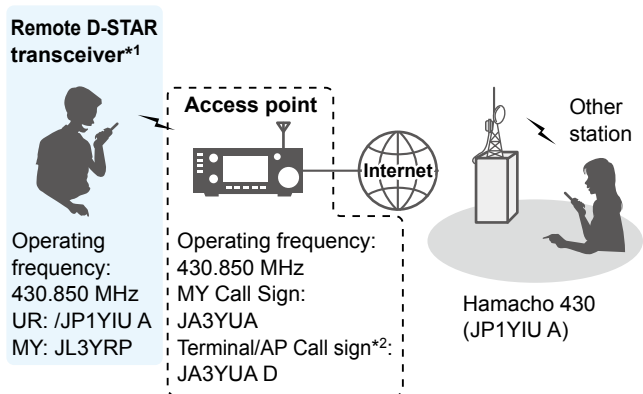 Remote D-STAR
transceiver*1
Operating
frequency:
430.850 MHz
UR: /JP1YIU A
MY: JL3YRP
Access point
Operating frequency:
430.850 MHz
MY Call Sign:
JA3YUA
Terminal/AP Call sign*2:
JA3YUA D
Internet
Other
station
Hamacho 430
(JP1YIU A)